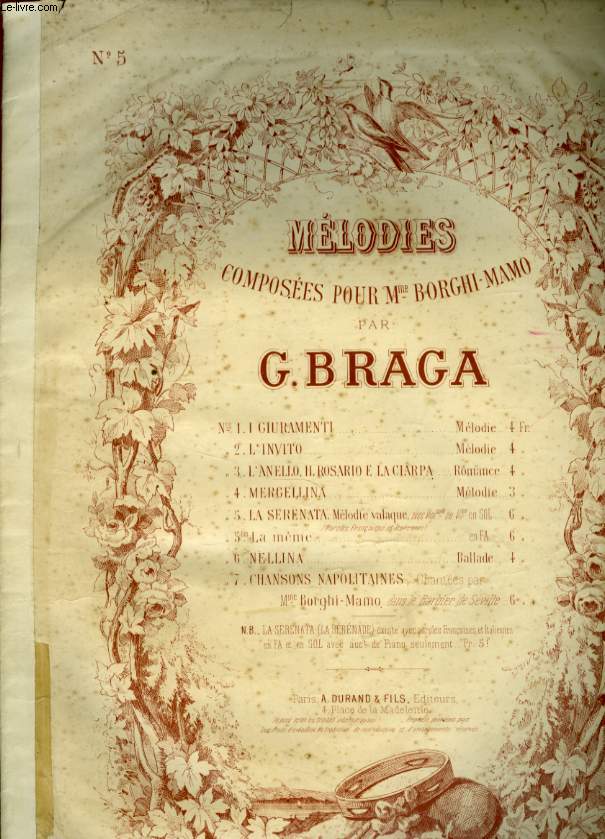 Le-livre.com
N° 5
MÉLODIES
COMPOSÉES POUR Mme BORGHI-MAMO
PAR
G. BRAGA
Nos 1. I GIURAMENTI Mélodie 4 Fr.
2. L'INVITO Mélodie 4 .
3. L'ANELLO, IL ROSARIO E LA CIARPA Romance 4 .
4. MERGELLINA Mélodie 3 .
5. LA SERENATA, Mélodie valaque, en SOL 6 .
(Paroles françaises et italiennes)
5bis La même en FA 6 .
6 NELLINA Ballade 4 .
7. CHANSONS NAPOLITAINES Chantées par
Mme Borghi-Mamo, dans le Barbier de Séville 6 .
N.B. LA SERENATA (LA SÉRÉNADE) existe avec paroles Françaises et Italiennes
en FA et en SOL avec acct de Piano seulement Pr. 5f
Paris, A. DURAND & FILS, Editeurs,
4, Place de la Madeleine